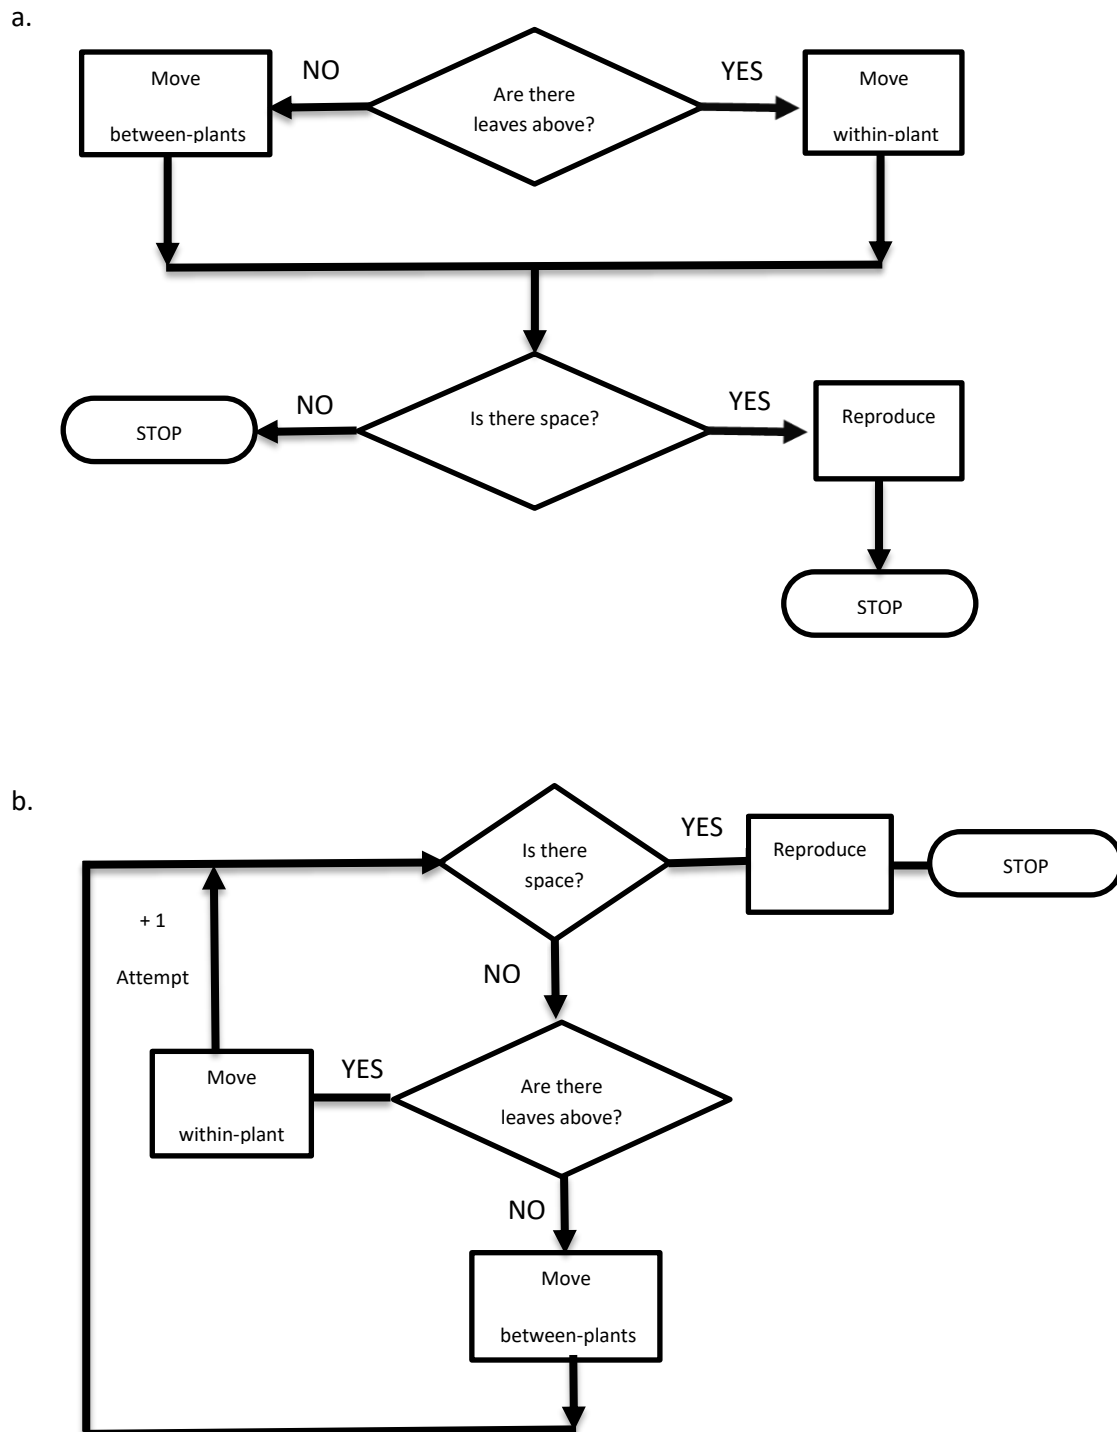 a.
Move
between-plants
NO
Are there
leaves above?
YES
Move
within-plant
STOP
NO
Is there space?
YES
Reproduce
STOP
b.
Is there
space?
YES
Reproduce
STOP
+ 1
Attempt
NO
Move
within-plant
YES
Are there
leaves above?
NO
Move
between-plants